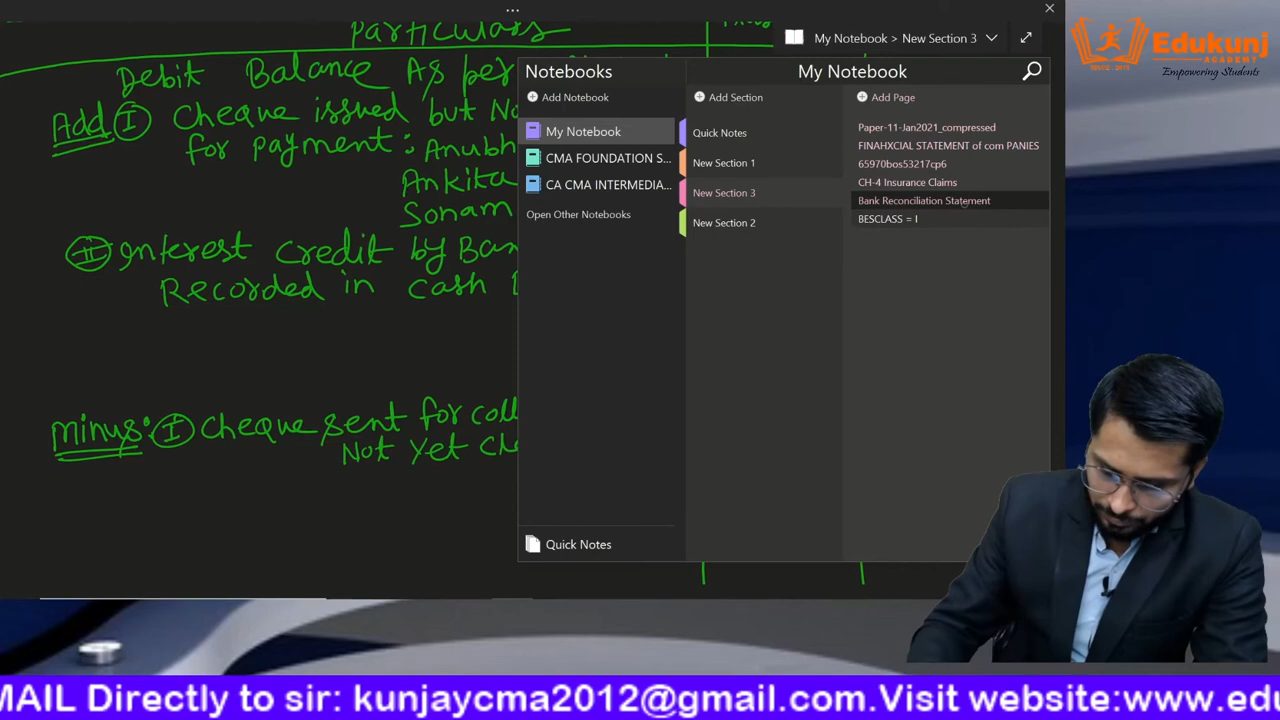 ...
particulars
My Notebook > New Section 3
Edukunj
ACADEMY
Empowering Students
Debit Balance As per
Add I Cheque issued but No
for payment : Anubh
Ankita
Sonam
II Interest credit by Ban
Recorded in cash
Minus: I Cheque sent for coll
Not Yet Cl
Notebooks
Add Notebook
My Notebook
CMA FOUNDATION S...
CA CMA INTERMEDIA...
Open Other Notebooks
Quick Notes
Add Section
Quick Notes
New Section 1
New Section 3
New Section 2
My Notebook
Add Page
Paper-11-Jan2021_compressed
FINAHXCIAL STATEMENT of com PANIES
65970bos53217cp6
CH-4 Insurance Claims
Bank Reconciliation Statement
BESCLASS = I
MAIL Directly to sir: kunjaycma2012@gmail.com.Visit website:www.edu